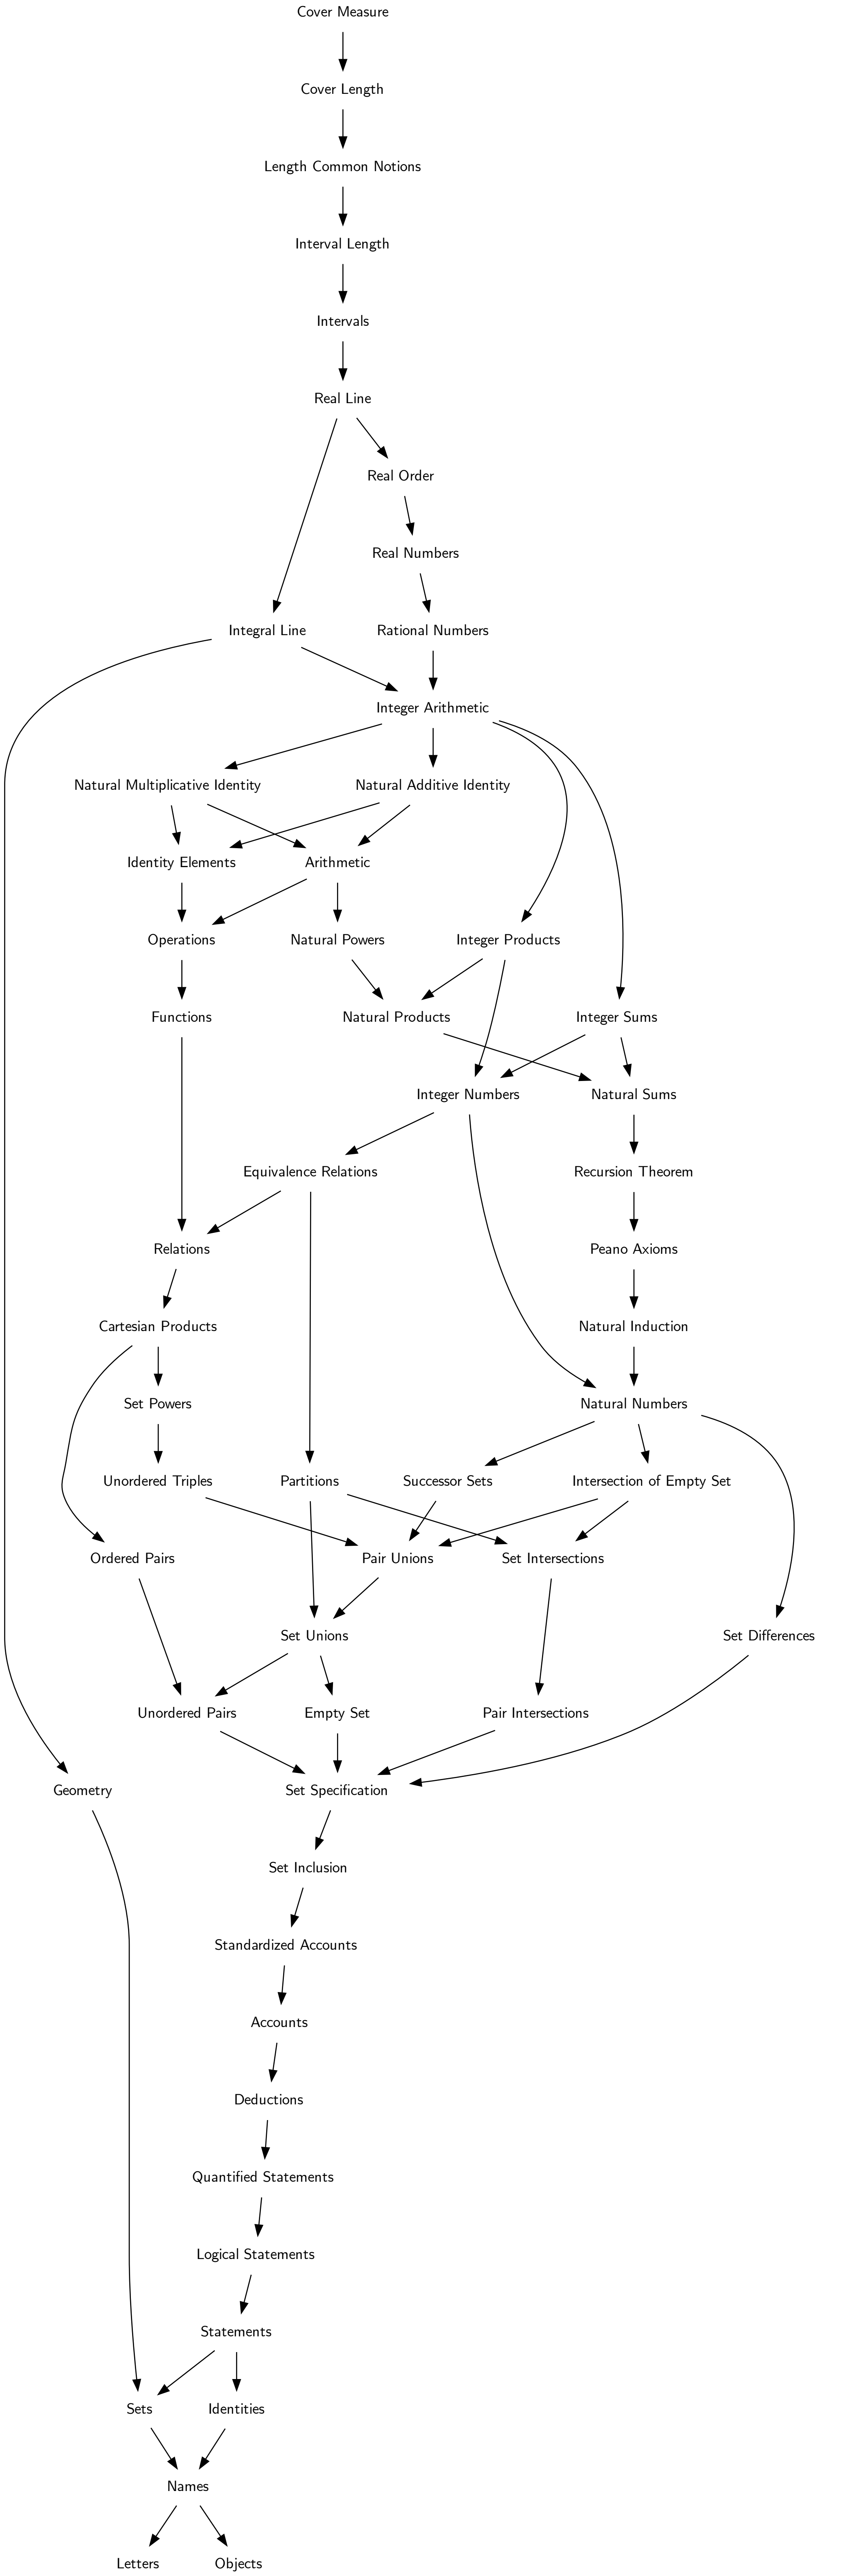 Cover Measure
Cover Length
Length Common Notions
Interval Length
Intervals
Real Line
Real Order
Real Numbers
Integral Line
Rational Numbers
Integer Arithmetic
Natural Multiplicative Identity
Natural Additive Identity
Identity Elements
Arithmetic
Operations
Natural Powers
Integer Products
Functions
Natural Products
Integer Sums
Integer Numbers
Natural Sums
Equivalence Relations
Recursion Theorem
Relations
Peano Axioms
Cartesian Products
Natural Induction
Set Powers
Natural Numbers
Unordered Triples
Partitions
Successor Sets
Intersection of Empty Set
Ordered Pairs
Pair Unions
Set Intersections
Set Unions
Set Differences
Unordered Pairs
Empty Set
Pair Intersections
Geometry
Set Specification
Set Inclusion
Standardized Accounts
Accounts
Deductions
Quantified Statements
Logical Statements
Statements
Sets
Identities
Names
Letters
Objects